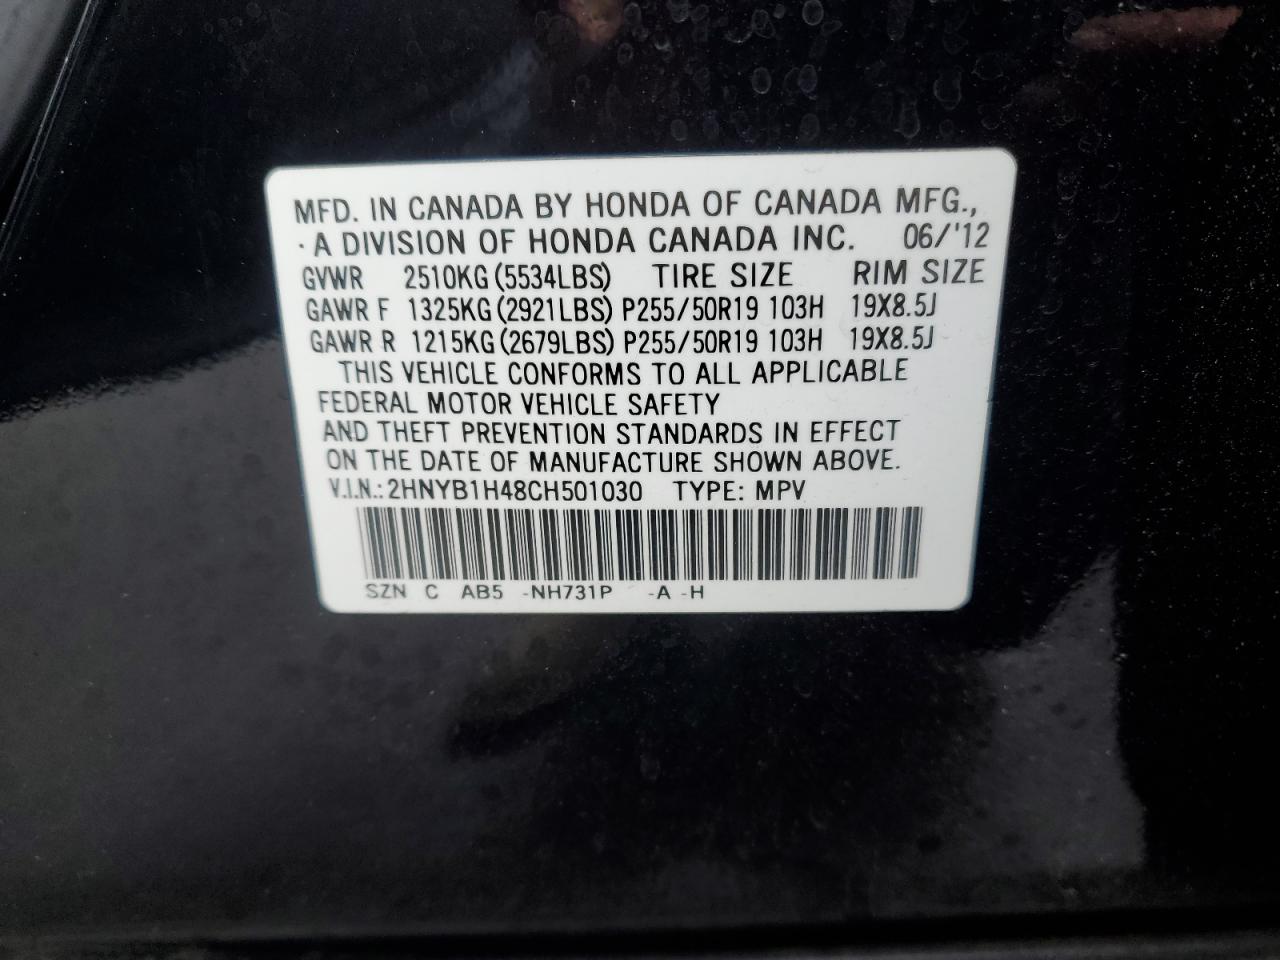 MFD. IN CANADA BY HONDA OF CANADA MFG.,
· A DIVISION OF HONDA CANADA INC. 06/'12
GVWR 2510KG (5534LBS) TIRE SIZE RIM SIZE
GAWR F 1325KG (2921LBS) P255/50R19 103H 19X8.5J
GAWR R 1215KG (2679LBS) P255/50R19 103H 19X8.5J
THIS VEHICLE CONFORMS TO ALL APPLICABLE
FEDERAL MOTOR VEHICLE SAFETY
AND THEFT PREVENTION STANDARDS IN EFFECT
ON THE DATE OF MANUFACTURE SHOWN ABOVE.
V.I.N.: 2HNYB1H48CH501030 TYPE: MPV
SZN C AB5 -NH731P -A -H